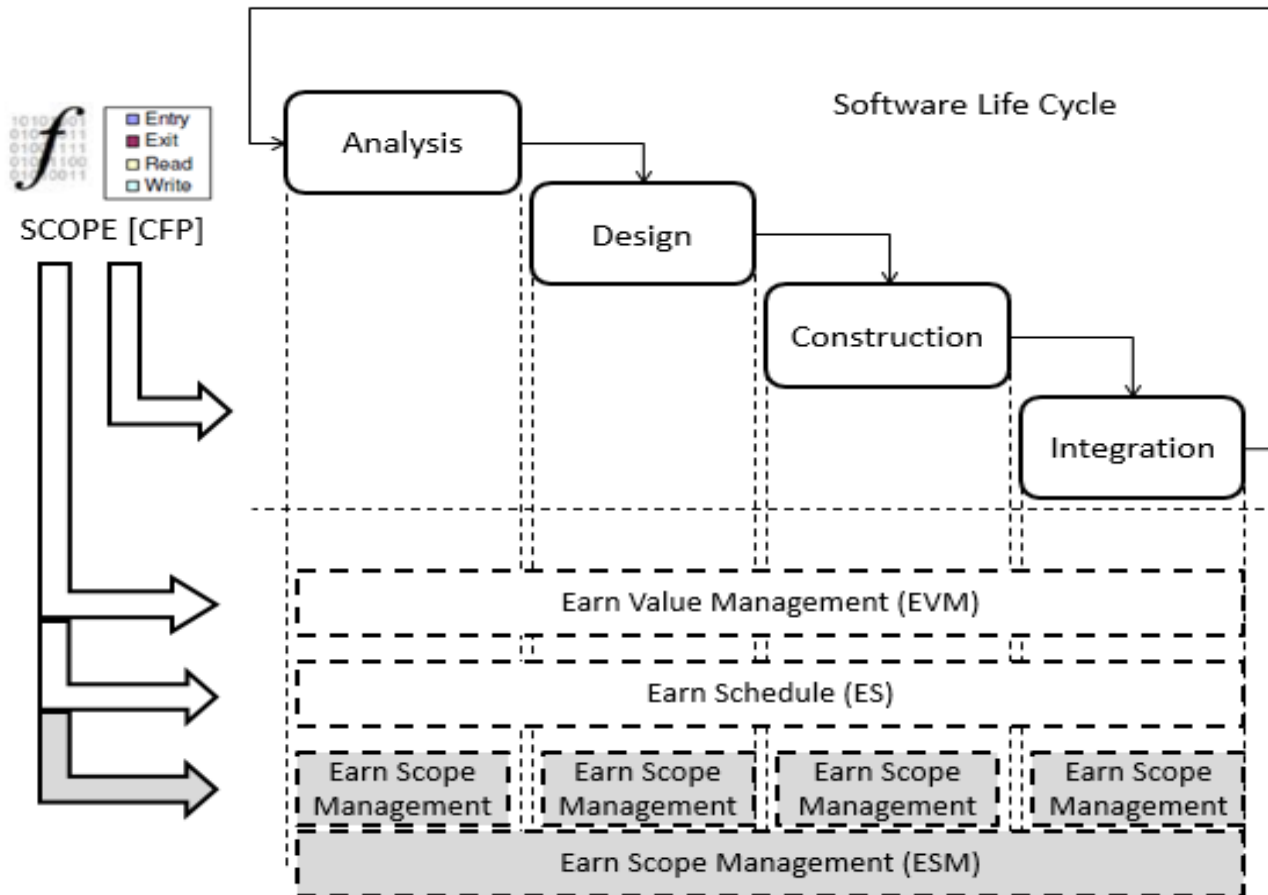 Software Life Cycle
Entry
Exit
Read
Write
SCOPE [CFP]
Analysis
Design
Construction
Integration
Earn Value Management (EVM)
Earn Schedule (ES)
Earn Scope
Management
Earn Scope
Management
Earn Scope
Management
Earn Scope
Management
Earn Scope Management (ESM)